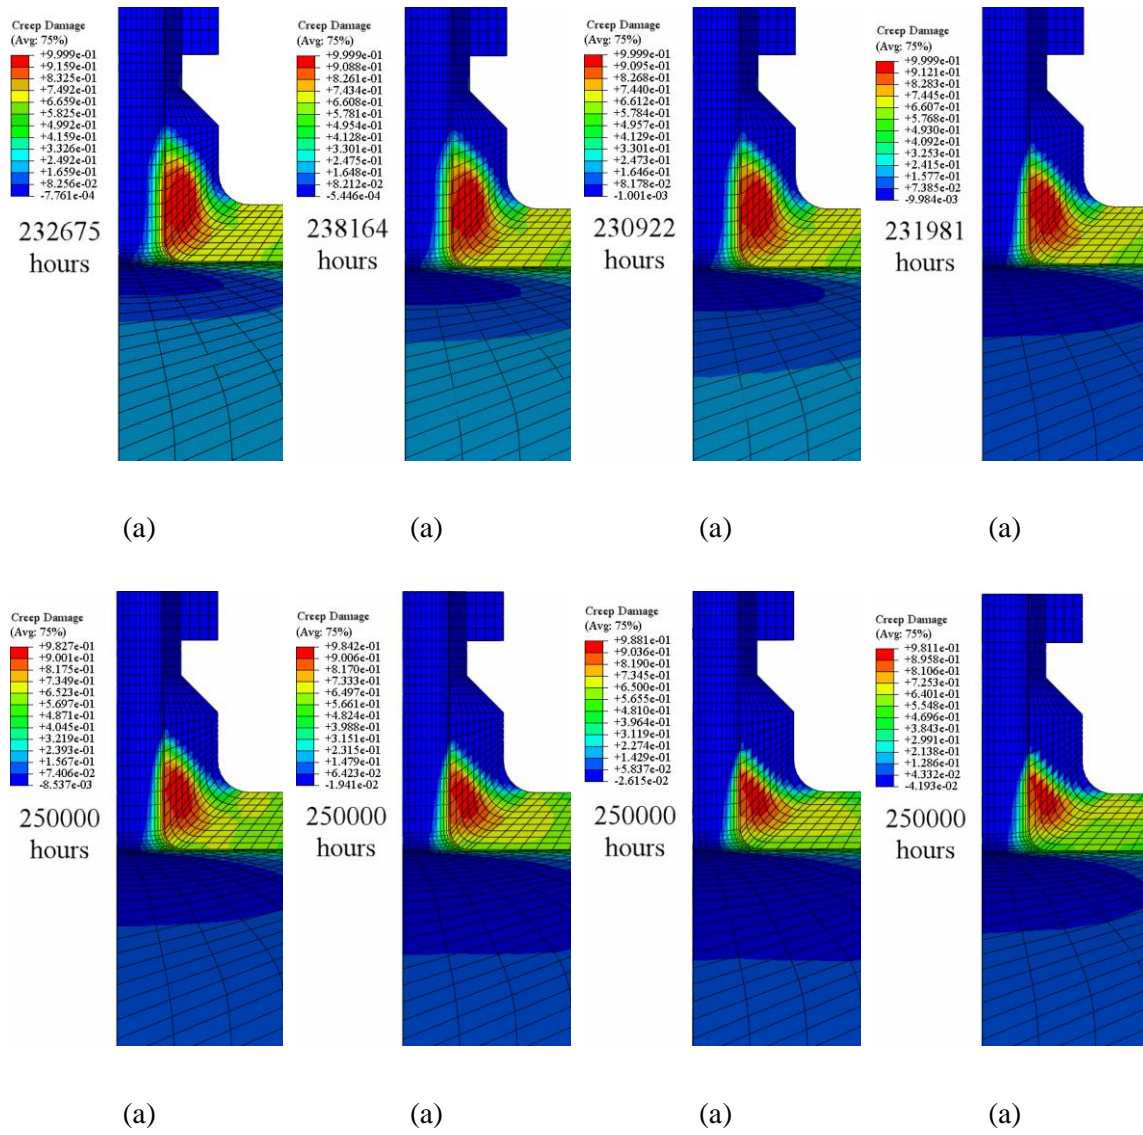 Creep Damage
(Avg: 75%)
+9.999e-01
+9.159e-01
+8.325e-01
+7.492e-01
+6.659e-01
+5.825e-01
+4.992e-01
+4.159e-01
+3.326e-01
+2.492e-01
+1.659e-01
+8.256e-02
-7.761e-04
232675
hours
Creep Damage
(Avg: 75%)
+9.999e-01
+9.088e-01
+8.261e-01
+7.434e-01
+6.608e-01
+5.781e-01
+4.954e-01
+4.128e-01
+3.301e-01
+2.475e-01
+1.648e-01
+8.212e-02
-5.446e-04
238164
hours
Creep Damage
(Avg: 75%)
+9.999e-01
+9.095e-01
+8.268e-01
+7.440e-01
+6.612e-01
+5.784e-01
+4.957e-01
+4.129e-01
+3.301e-01
+2.473e-01
+1.646e-01
+8.178e-02
-1.001e-03
230922
hours
Creep Damage
(Avg: 75%)
+9.999e-01
+9.121e-01
+8.283e-01
+7.445e-01
+6.607e-01
+5.768e-01
+4.930e-01
+4.092e-01
+3.253e-01
+2.415e-01
+1.577e-01
+7.385e-02
-9.984e-03
231981
hours
(a)
(a)
(a)
(a)
Creep Damage
(Avg: 75%)
+9.827e-01
+9.001e-01
+8.175e-01
+7.349e-01
+6.523e-01
+5.697e-01
+4.871e-01
+4.045e-01
+3.219e-01
+2.393e-01
+1.567e-01
+7.406e-02
-8.537e-03
250000
hours
Creep Damage
(Avg: 75%)
+9.842e-01
+9.006e-01
+8.170e-01
+7.333e-01
+6.497e-01
+5.661e-01
+4.824e-01
+3.988e-01
+3.151e-01
+2.315e-01
+1.479e-01
+6.423e-02
-1.941e-02
250000
hours
Creep Damage
(Avg: 75%)
+9.881e-01
+9.036e-01
+8.190e-01
+7.345e-01
+6.500e-01
+5.655e-01
+4.810e-01
+3.964e-01
+3.119e-01
+2.274e-01
+1.429e-01
+5.837e-02
-2.615e-02
250000
hours
Creep Damage
(Avg: 75%)
+9.811e-01
+8.958e-01
+8.106e-01
+7.253e-01
+6.401e-01
+5.548e-01
+4.696e-01
+3.843e-01
+2.991e-01
+2.138e-01
+1.286e-01
+4.332e-02
-4.193e-02
250000
hours
(a)
(a)
(a)
(a)